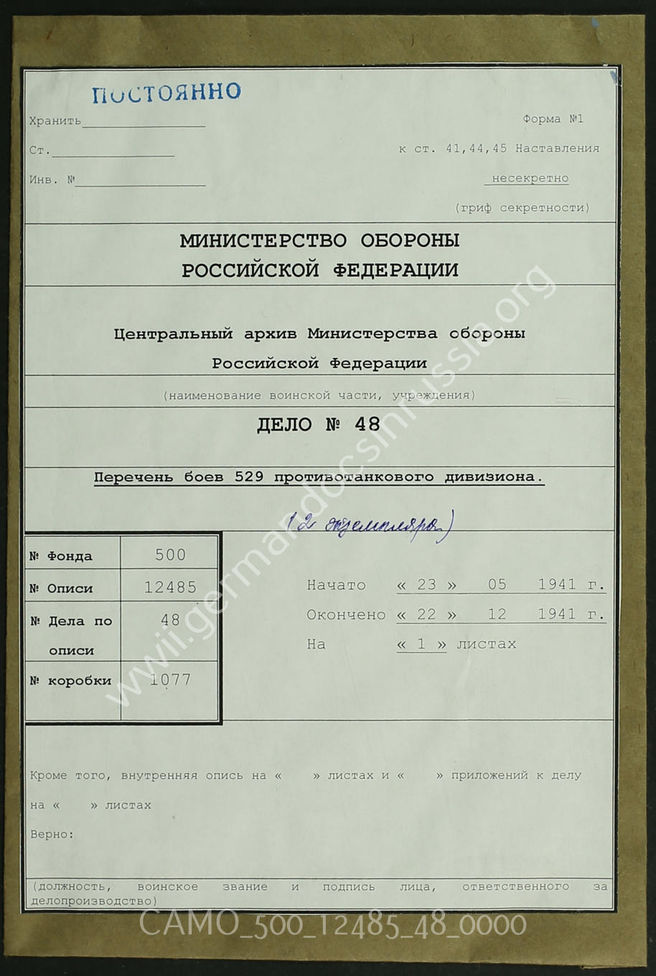 ПОСТОЯННО
Хранить
Форма №1
Ст.
к ст. 41,44,45 Наставления
Инв. №
несекретно
(гриф секретности)
МИНИСТЕРСТВО ОБОРОНЫ
РОССИЙСКОЙ ФЕДЕРАЦИИ
Центральный архив Министерства обороны
Российской Федерации
(наименование воинской части, учреждения)
ДЕЛО № 48
Перечень боев 529 противотанкового дивизиона.
(2 экземпляра)
№ Фонда 500
№ Описи 12485
№ Дела по описи 48
№ коробки 1077
Начато « 23 » 05 1941 г.
Окончено « 22 » 12 1941 г.
На « 1 » листах
Кроме того, внутренняя опись на « » листах и « » приложений к делу
на « » листах
Верно:
(должность, воинское звание и подпись лица, ответственного за
делопроизводство)
CAMO_500_12485_48_0000
wwii.germandocsinrussia.org